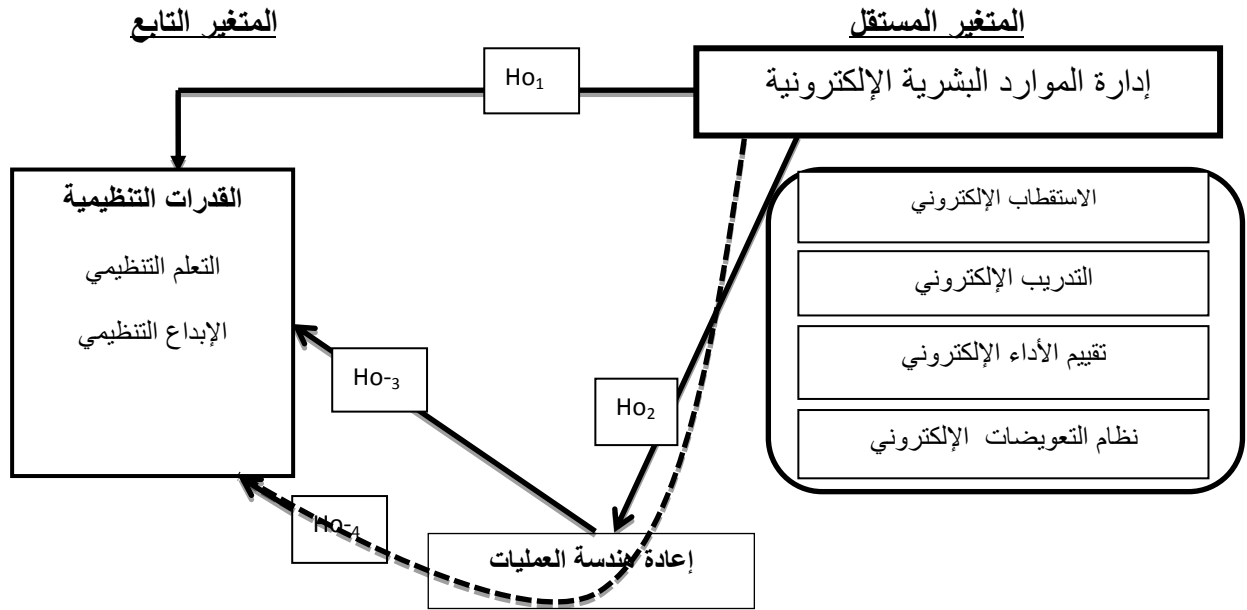 المتغير المستقل
المتغير التابع
إدارة الموارد البشرية الإلكترونية
Ho1
القدرات التنظيمية
التعلم التنظيمي
الإبداع التنظيمي
الاستقطاب الإلكتروني
التدريب الإلكتروني
تقييم الأداء الإلكتروني
نظام التعويضات الإلكتروني
Ho2
Ho-3
Ho-4
إعادة هندسة العمليات